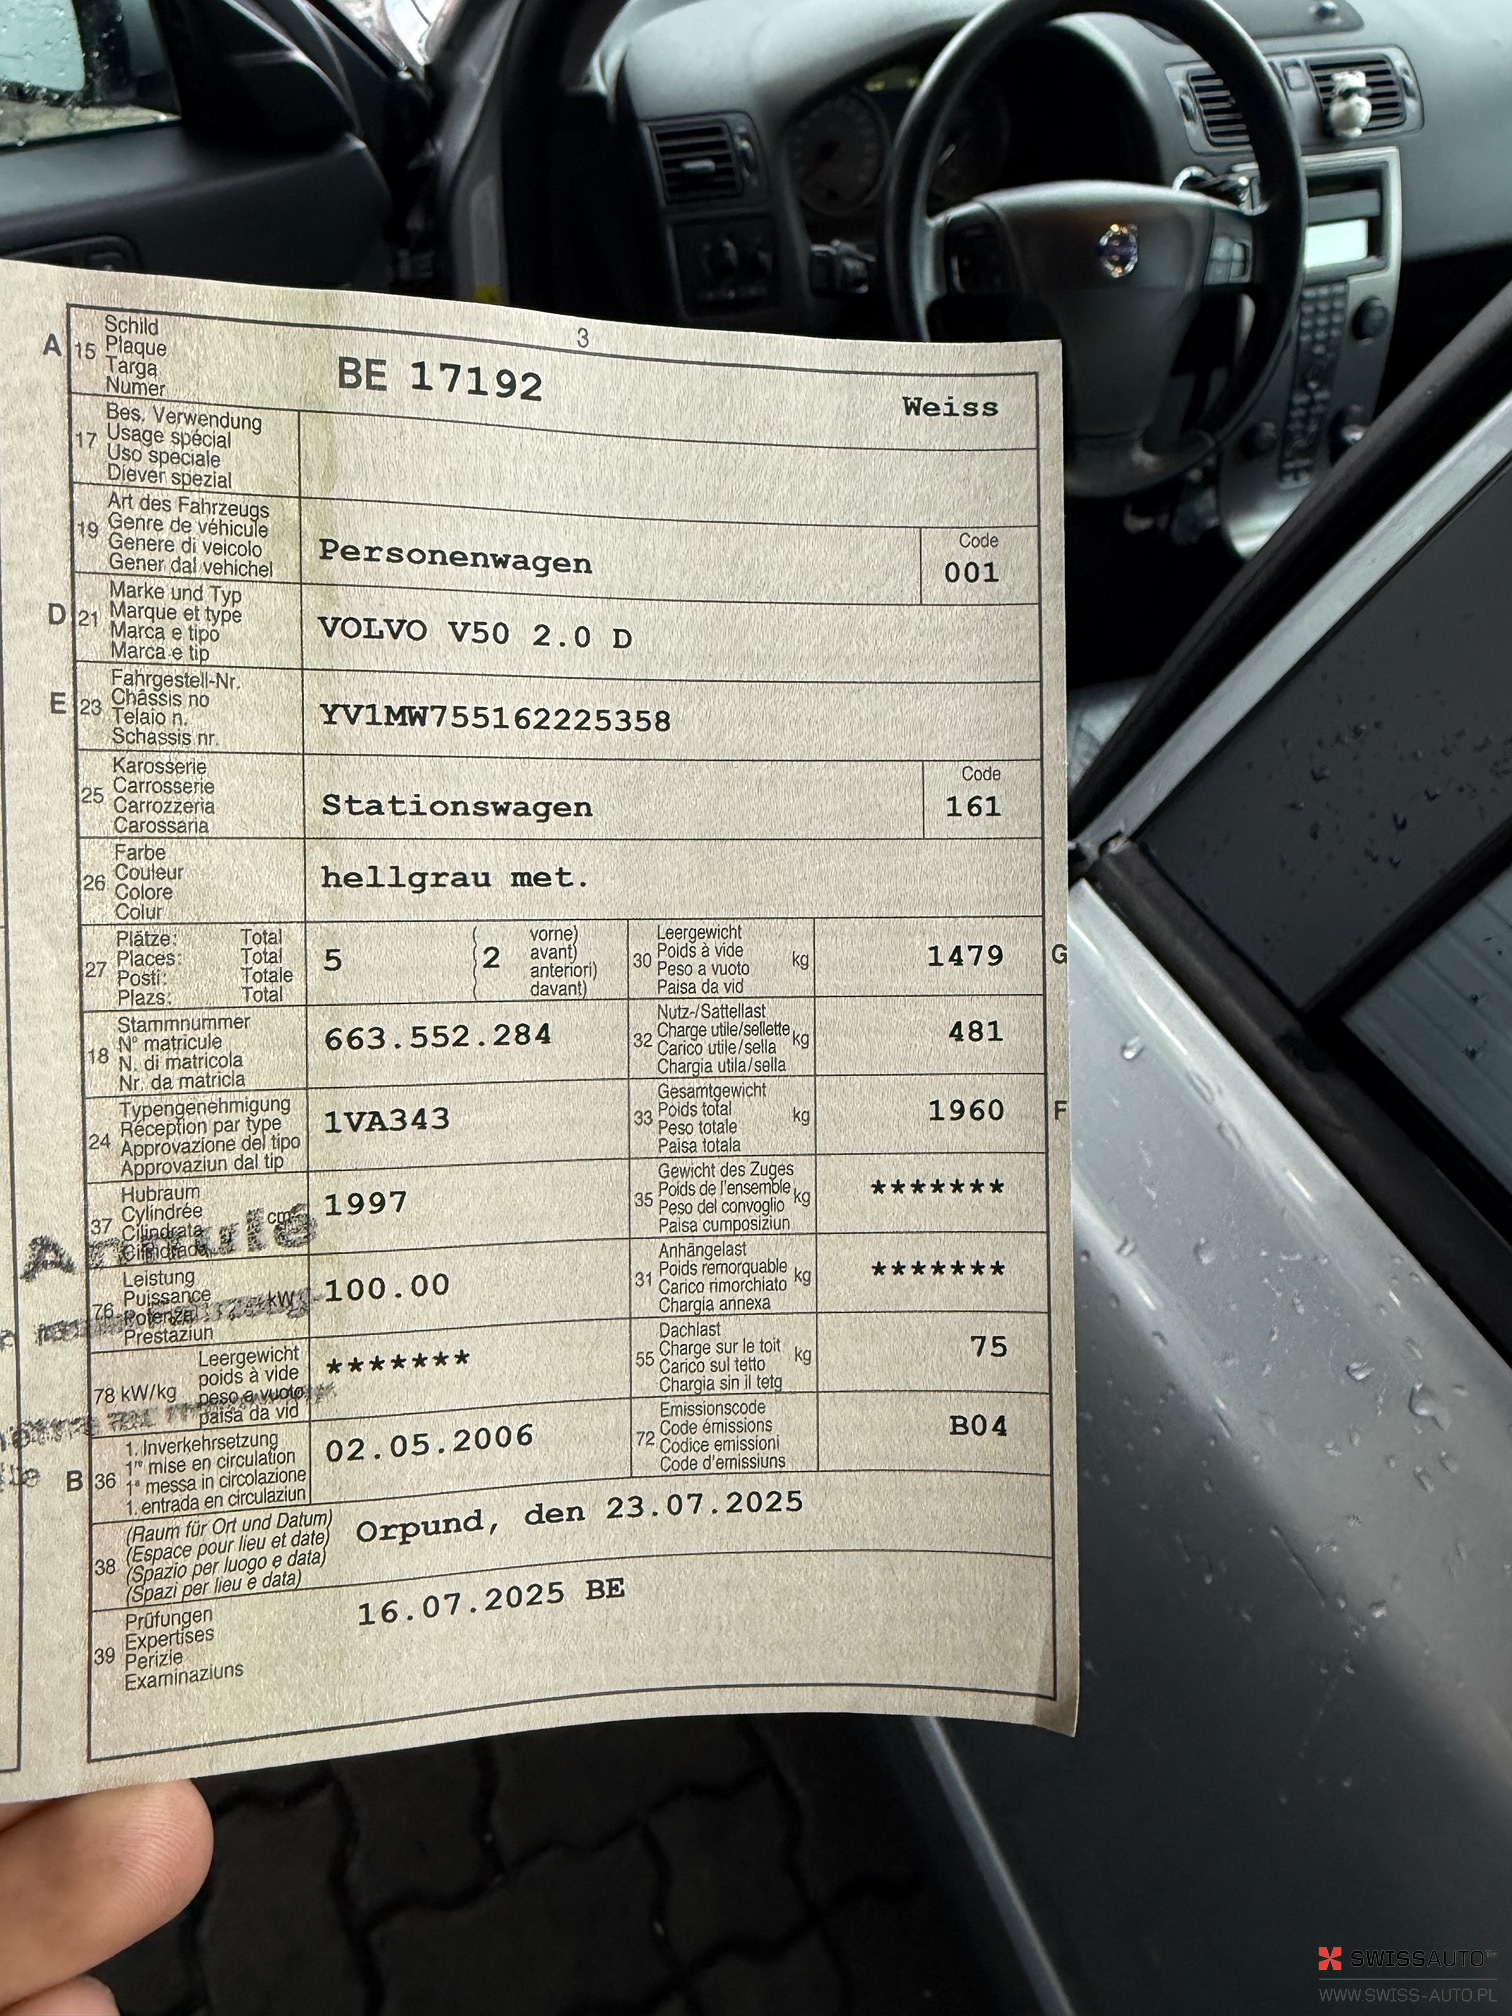 3
A 15 Schild
Plaque
Targa
Numer
BE 17192
Weiss
17 Bes. Verwendung
Usage spécial
Uso speciale
Diever spezial
19 Art des Fahrzeugs
Genre de véhicule
Genere di veicolo
Gener dal vehichel
Personenwagen
Code
001
D 21 Marke und Typ
Marque et type
Marca e tipo
Marca e tip
VOLVO V50 2.0 D
E 23 Fahrgestell-Nr.
Châssis no
Telaio n.
Schassis nr.
YV1MW755162225358
25 Karosserie
Carrosserie
Carrozzeria
Carossaria
Stationswagen
Code
161
26 Farbe
Couleur
Colore
Colur
hellgrau met.
27 Plätze: Total
Places: Total
Posti: Totale
Plazs: Total
5 ( 2 vorne)
( avant)
( anteriori)
( davant)
30 Leergewicht
Poids à vide kg
Peso a vuoto
Paisa da vid
1479 G
18 Stammnummer
N° matricule
N. di matricola
Nr. da matricla
663.552.284
32 Nutz-/Sattellast
Charge utile/sellette kg
Carico utile/sella
Chargia utila/sella
481
24 Typengenehmigung
Réception par type
Approvazione del tipo
Approvaziun dal tip
1VA343
33 Gesamtgewicht
Poids total kg
Peso totale
Paisa totala
1960 F
37 Hubraum
Cylindrée
Cilindrata cm³
Cilindrada
1997
Annulé
35 Gewicht des Zuges
Poids de l'ensemble kg
Peso del convoglio
Paisa cumposiziun
*******
76 Leistung
Puissance
Potenza kW
Prestaziun
100.00
31 Anhängelast
Poids remorquable kg
Carico rimorchiato
Chargia annexa
*******
78 kW/kg Leergewicht
poids à vide
peso a vuoto
paisa da vid
*******
55 Dachlast
Charge sur le toit kg
Carico sul tetto
Chargia sin il tetg
75
B 36 1. Inverkehrsetzung
1re mise en circulation
1a messa in circolazione
1. entrada en circulaziun
02.05.2006
72 Emissionscode
Code émissions
Codice emissioni
Code d'emissiuns
B04
38 (Raum für Ort und Datum)
(Espace pour lieu et date)
(Spazio per luogo e data)
(Spazi per lieu e data)
Orpund, den 23.07.2025
39 Prüfungen
Expertises
Perizie
Examinaziuns
16.07.2025 BE
SWISSAUTO
WWW.SWISS-AUTO.PL